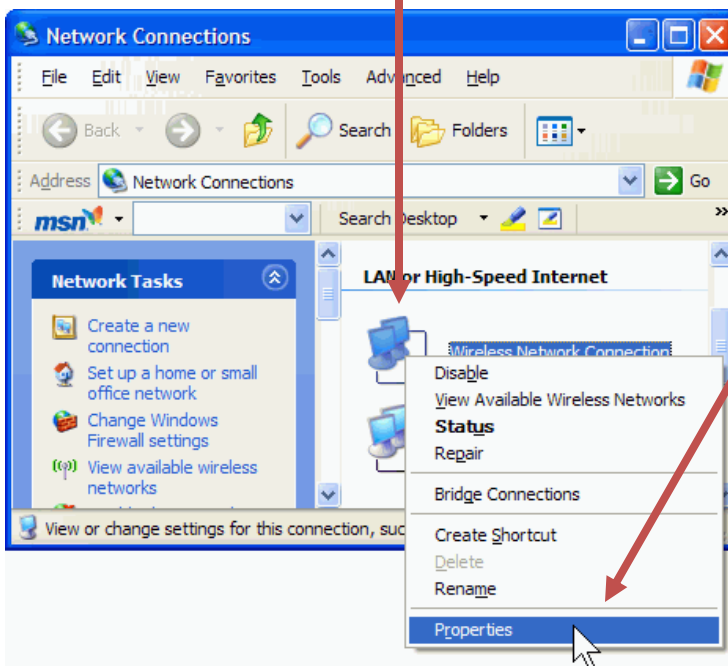 Network Connections
File Edit View Favorites Tools Advanced Help
Back Search Folders
Address Network Connections Go
msn Search Desktop »
Network Tasks
LAN or High-Speed Internet
Create a new
connection
Set up a home or small
office network
Change Windows
Firewall settings
View available wireless
networks
Wireless Network Connection
Disable
View Available Wireless Networks
Status
Repair
Bridge Connections
Create Shortcut
Delete
Rename
Properties
View or change settings for this connection, suc